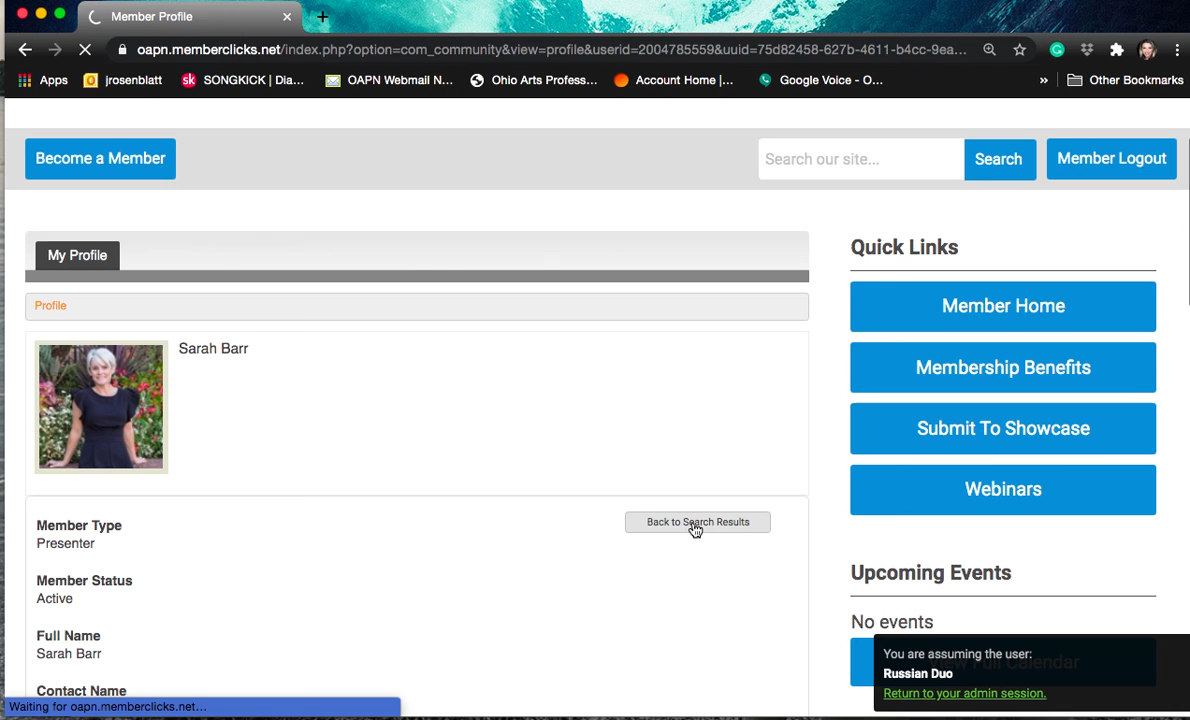 Member Profile
oapn.memberclicks.net/index.php?option=com_community&view=profile&userid=2004785559&uuid=75d82458-627b-4611-b4cc-9ea...
Apps jrosenblatt SONGKICK | Dia... OAPN Webmail N... Ohio Arts Profess... Account Home |... Google Voice - O... » Other Bookmarks
Become a Member
Search our site... Search Member Logout
My Profile
Profile
Sarah Barr
Back to Search Results
Member Type
Presenter
Member Status
Active
Full Name
Sarah Barr
Contact Name
Quick Links
Member Home
Membership Benefits
Submit To Showcase
Webinars
Upcoming Events
No events
View Full Calendar
You are assuming the user:
Russian Duo
Return to your admin session.
Waiting for oapn.memberclicks.net...